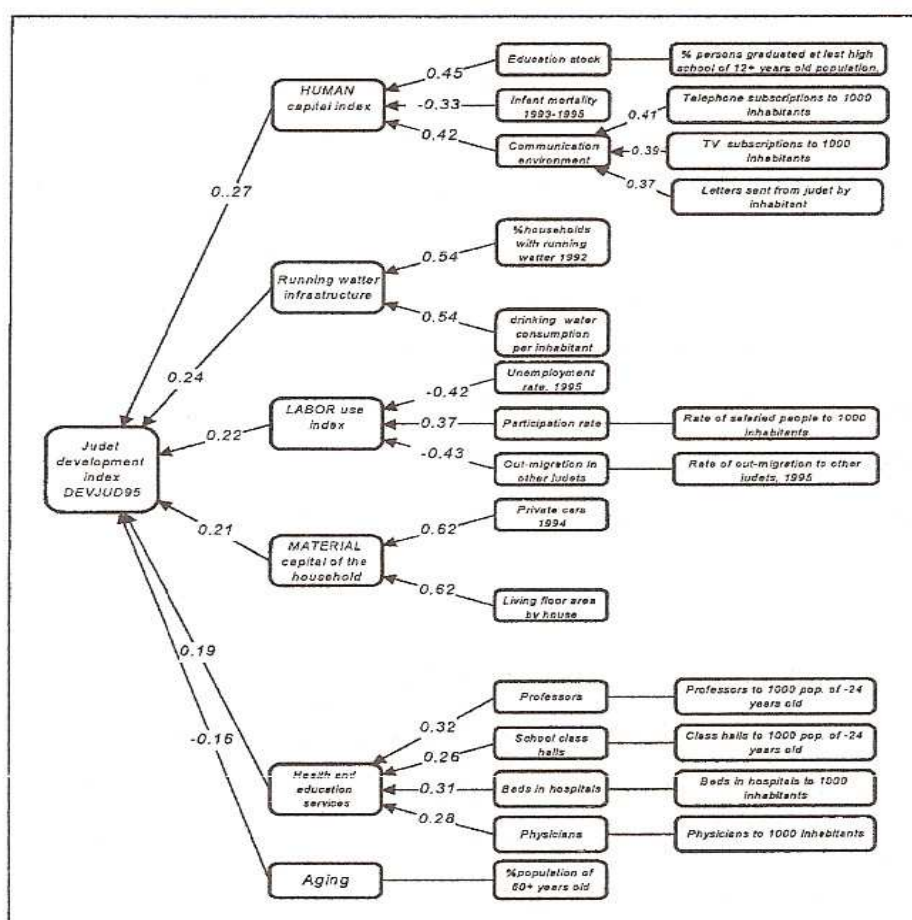 Education stock
% persons graduated at lest high
school of 12+ years old population,
0.45
HUMAN
capital index
-0.33
Infant mortality
1993-1995
Telephone subscriptions to 1000
inhabitants
0.41
0.42
Communication
environment
0.39
TV subscriptions to 1000
inhabitants
0.37
Letters sent from judet by
inhabitant
0..27
%households
with running
watter 1992
0.54
Running watter
infrastructure
0.54
drinking water
consumption
per inhabitant
0.24
Unemployment
rate, 1995
-0.42
LABOR use
index
0.37
Participation rate
Rate of salaried people to 1000
inhabitants
0.22
-0.43
Out-migration in
other judets
Rate of out-migration to other
judets, 1995
Judet
development
index
DEVJUD95
0.21
Private cars
1994
0.62
MATERIAL
capital of the
household
0.62
Living floor area
by house
0.19
-0.16
Professors
Professors to 1000 pop. of -24
years old
0.32
School class
halls
Class halls to 1000 pop. of -24
years old
0.26
Health and
education
services
0.31
Beds in hospitals
Beds in hospitals to 1000
inhabitants
0.28
Physicians
Physicians to 1000 inhabitants
Aging
%population of
60+ years old